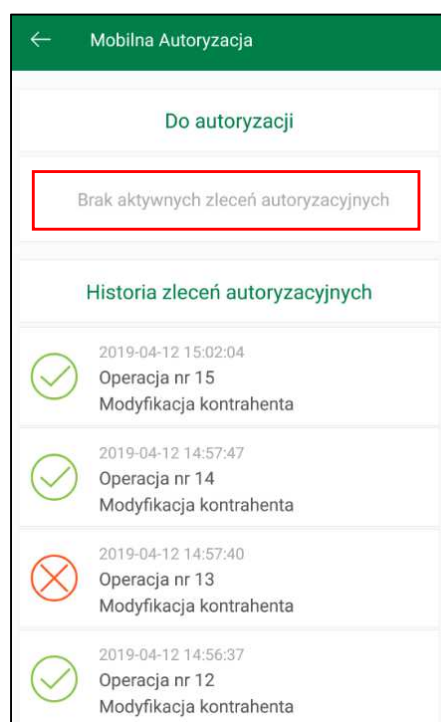 Mobilna Autoryzacja
Do autoryzacji
Brak aktywnych zleceń autoryzacyjnych
Historia zleceń autoryzacyjnych
2019-04-12 15:02:04
Operacja nr 15
Modyfikacja kontrahenta
2019-04-12 14:57:47
Operacja nr 14
Modyfikacja kontrahenta
2019-04-12 14:57:40
Operacja nr 13
Modyfikacja kontrahenta
2019-04-12 14:56:37
Operacja nr 12
Modyfikacja kontrahenta